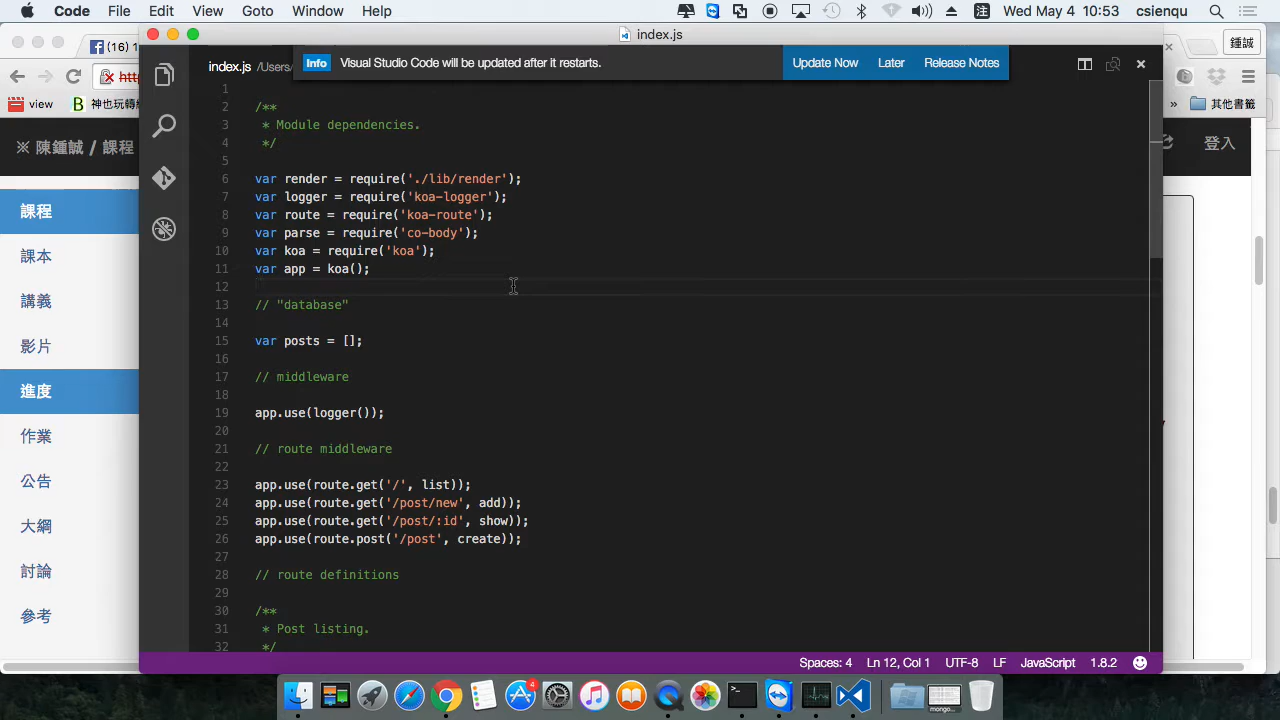 Code File Edit View Goto Window Help
注 Wed May 4 10:53 csienqu
index.js
(16) 1
鍾誠
index.js /Users/
Info Visual Studio Code will be updated after it restarts. Update Now Later Release Notes
view
神也玩轉
» 其他書籤
※ 陳鍾誠 / 課程
登入
課程
課本
講義
影片
進度
作業
公告
大綱
討論
參考
1
2 /**
3 * Module dependencies.
4 */
5
6 var render = require('./lib/render');
7 var logger = require('koa-logger');
8 var route = require('koa-route');
9 var parse = require('co-body');
10 var koa = require('koa');
11 var app = koa();
12
13 // "database"
14
15 var posts = [];
16
17 // middleware
18
19 app.use(logger());
20
21 // route middleware
22
23 app.use(route.get('/', list));
24 app.use(route.get('/post/new', add));
25 app.use(route.get('/post/:id', show));
26 app.use(route.post('/post', create));
27
28 // route definitions
29
30 /**
31 * Post listing.
32 */
Spaces: 4 Ln 12, Col 1 UTF-8 LF JavaScript 1.8.2
4
mongo...